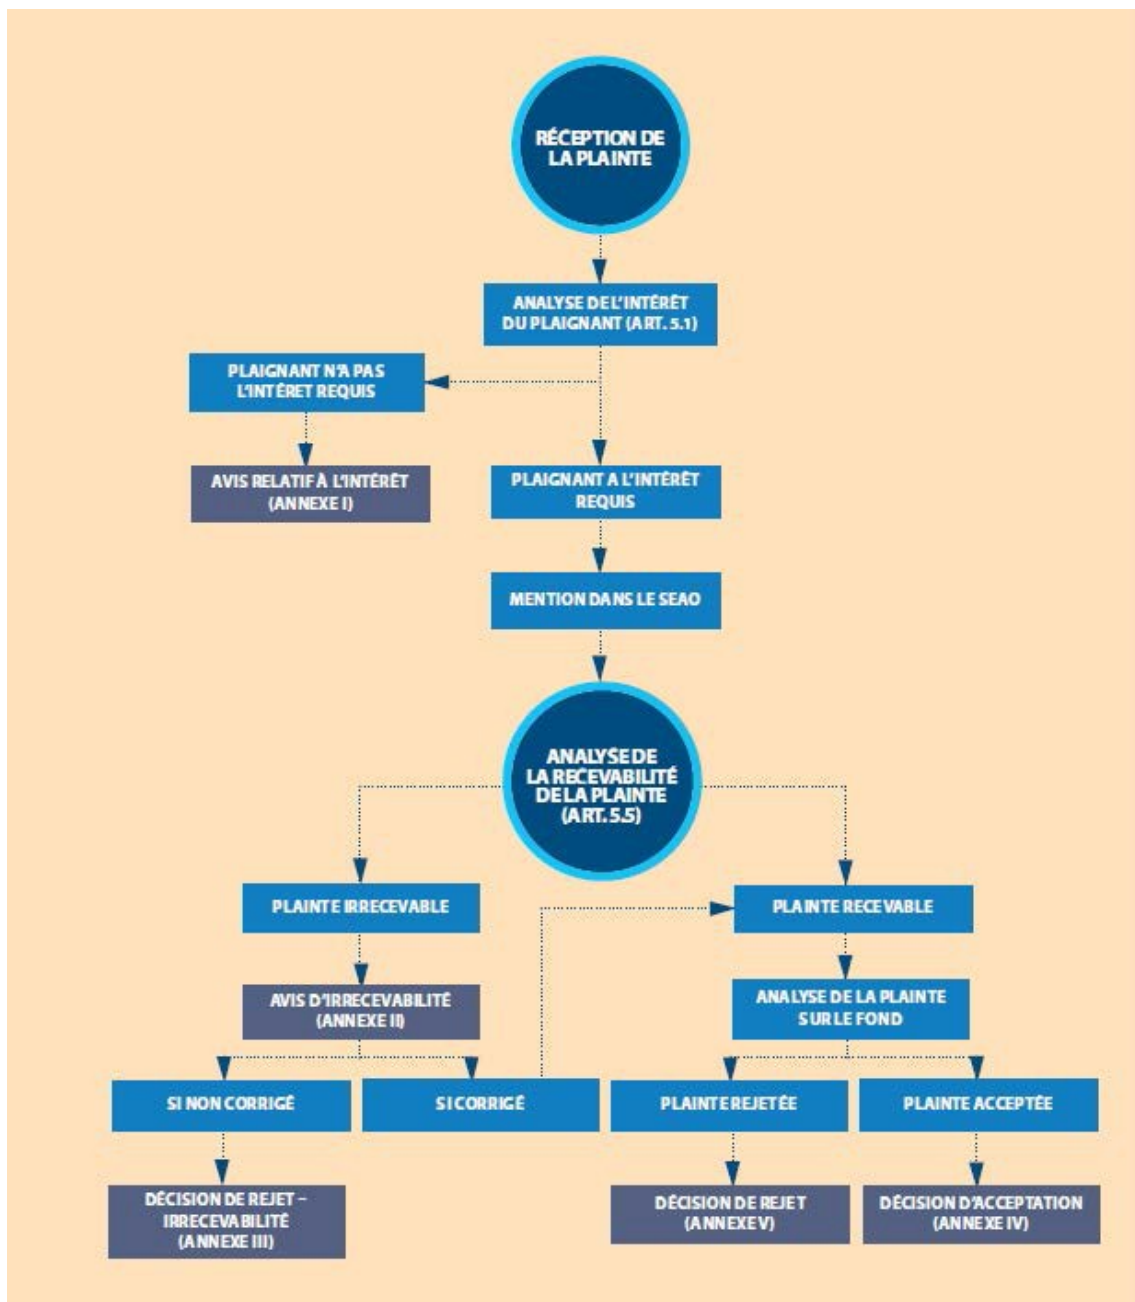 RÉCEPTION DE
LA PLAINTE
ANALYSE DE L'INTÉRÊT
DU PLAIGNANT (ART. 5.1)
PLAIGNANT N'A PAS
L'INTÉRET REQUIS
AVIS RELATIF À L'INTÉRÊT
(ANNEXE I)
PLAIGNANT A L'INTÉRÊT
REQUIS
MENTION DANS LE SEAO
ANALYSE DE
LA RECEVABILITÉ
DE LA PLAINTE
(ART. 5.5)
PLAINTE IRRECEVABLE
PLAINTE RECEVABLE
AVIS D'IRRECEVABILITÉ
(ANNEXE II)
ANALYSE DE LA PLAINTE
SUR LE FOND
SI NON CORRIGÉ
SI CORRIGÉ
PLAINTE REJETÉE
PLAINTE ACCEPTÉE
DÉCISION DE REJET –
IRRECEVABILITÉ
(ANNEXE III)
DÉCISION DE REJET
(ANNEXE V)
DÉCISION D'ACCEPTATION
(ANNEXE IV)